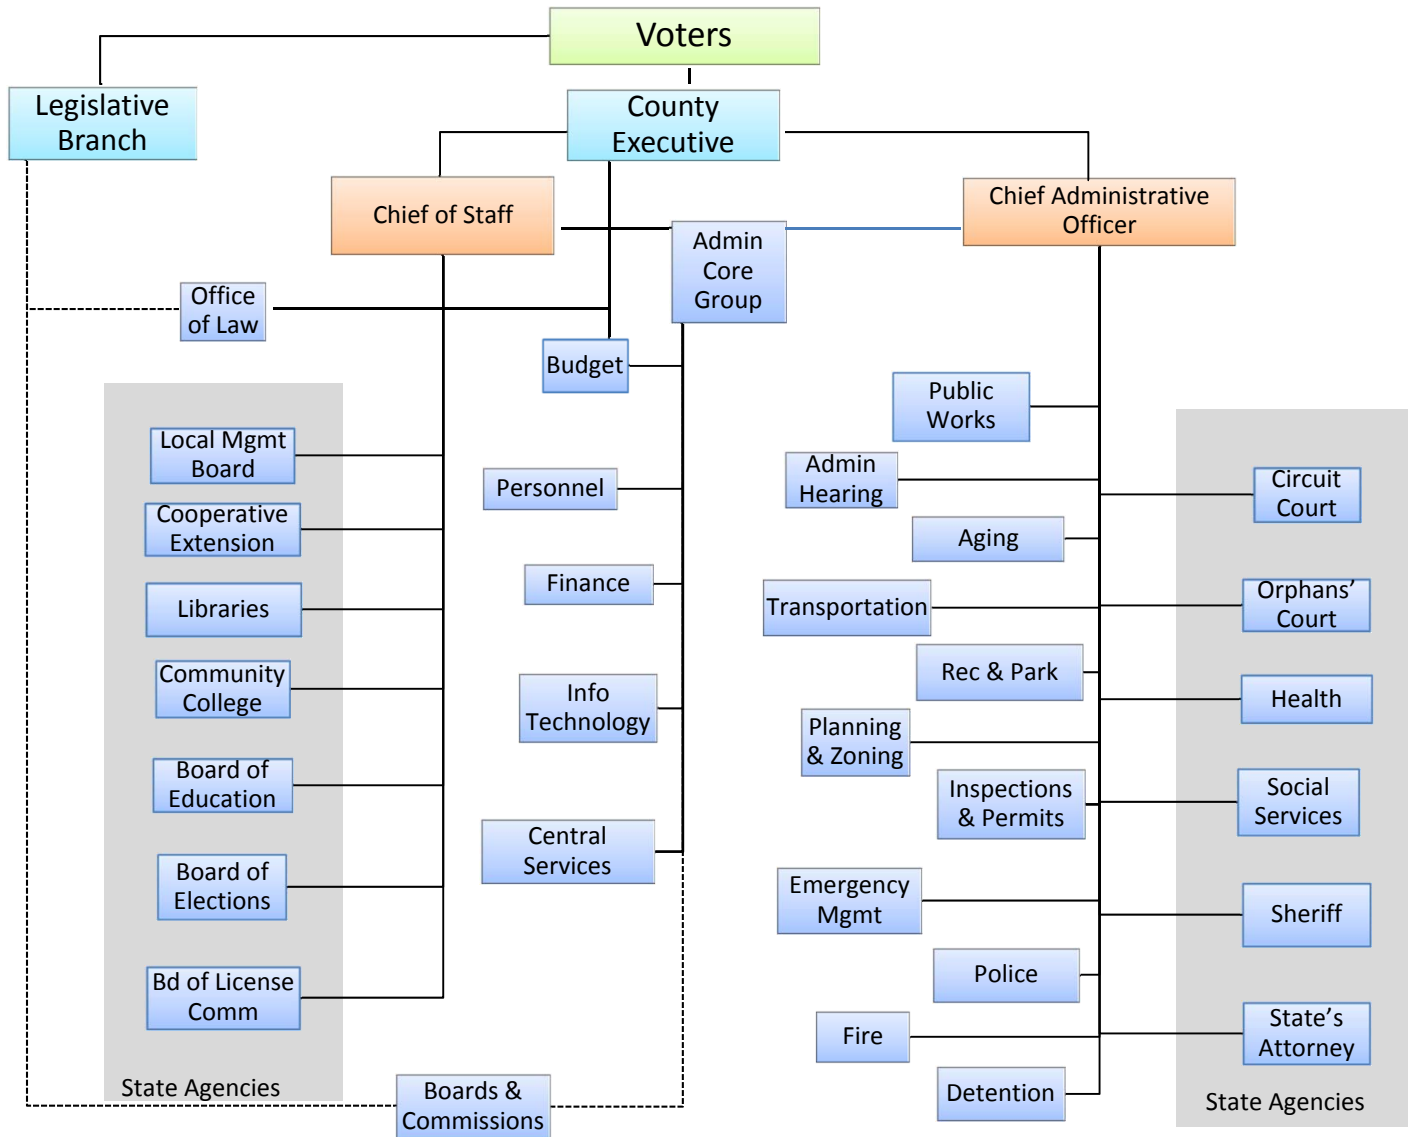 Voters
Legislative
Branch
County
Executive
Chief of Staff
Chief Administrative
Officer
Admin
Core
Group
Office
of Law
Budget
Personnel
Finance
Info
Technology
Central
Services
Local Mgmt
Board
Cooperative
Extension
Libraries
Community
College
Board of
Education
Board of
Elections
Bd of License
Comm
State Agencies
Boards &
Commissions
Public
Works
Admin
Hearing
Aging
Transportation
Rec & Park
Planning
& Zoning
Inspections
& Permits
Emergency
Mgmt
Police
Fire
Detention
Circuit
Court
Orphans’
Court
Health
Social
Services
Sheriff
State’s
Attorney
State Agencies